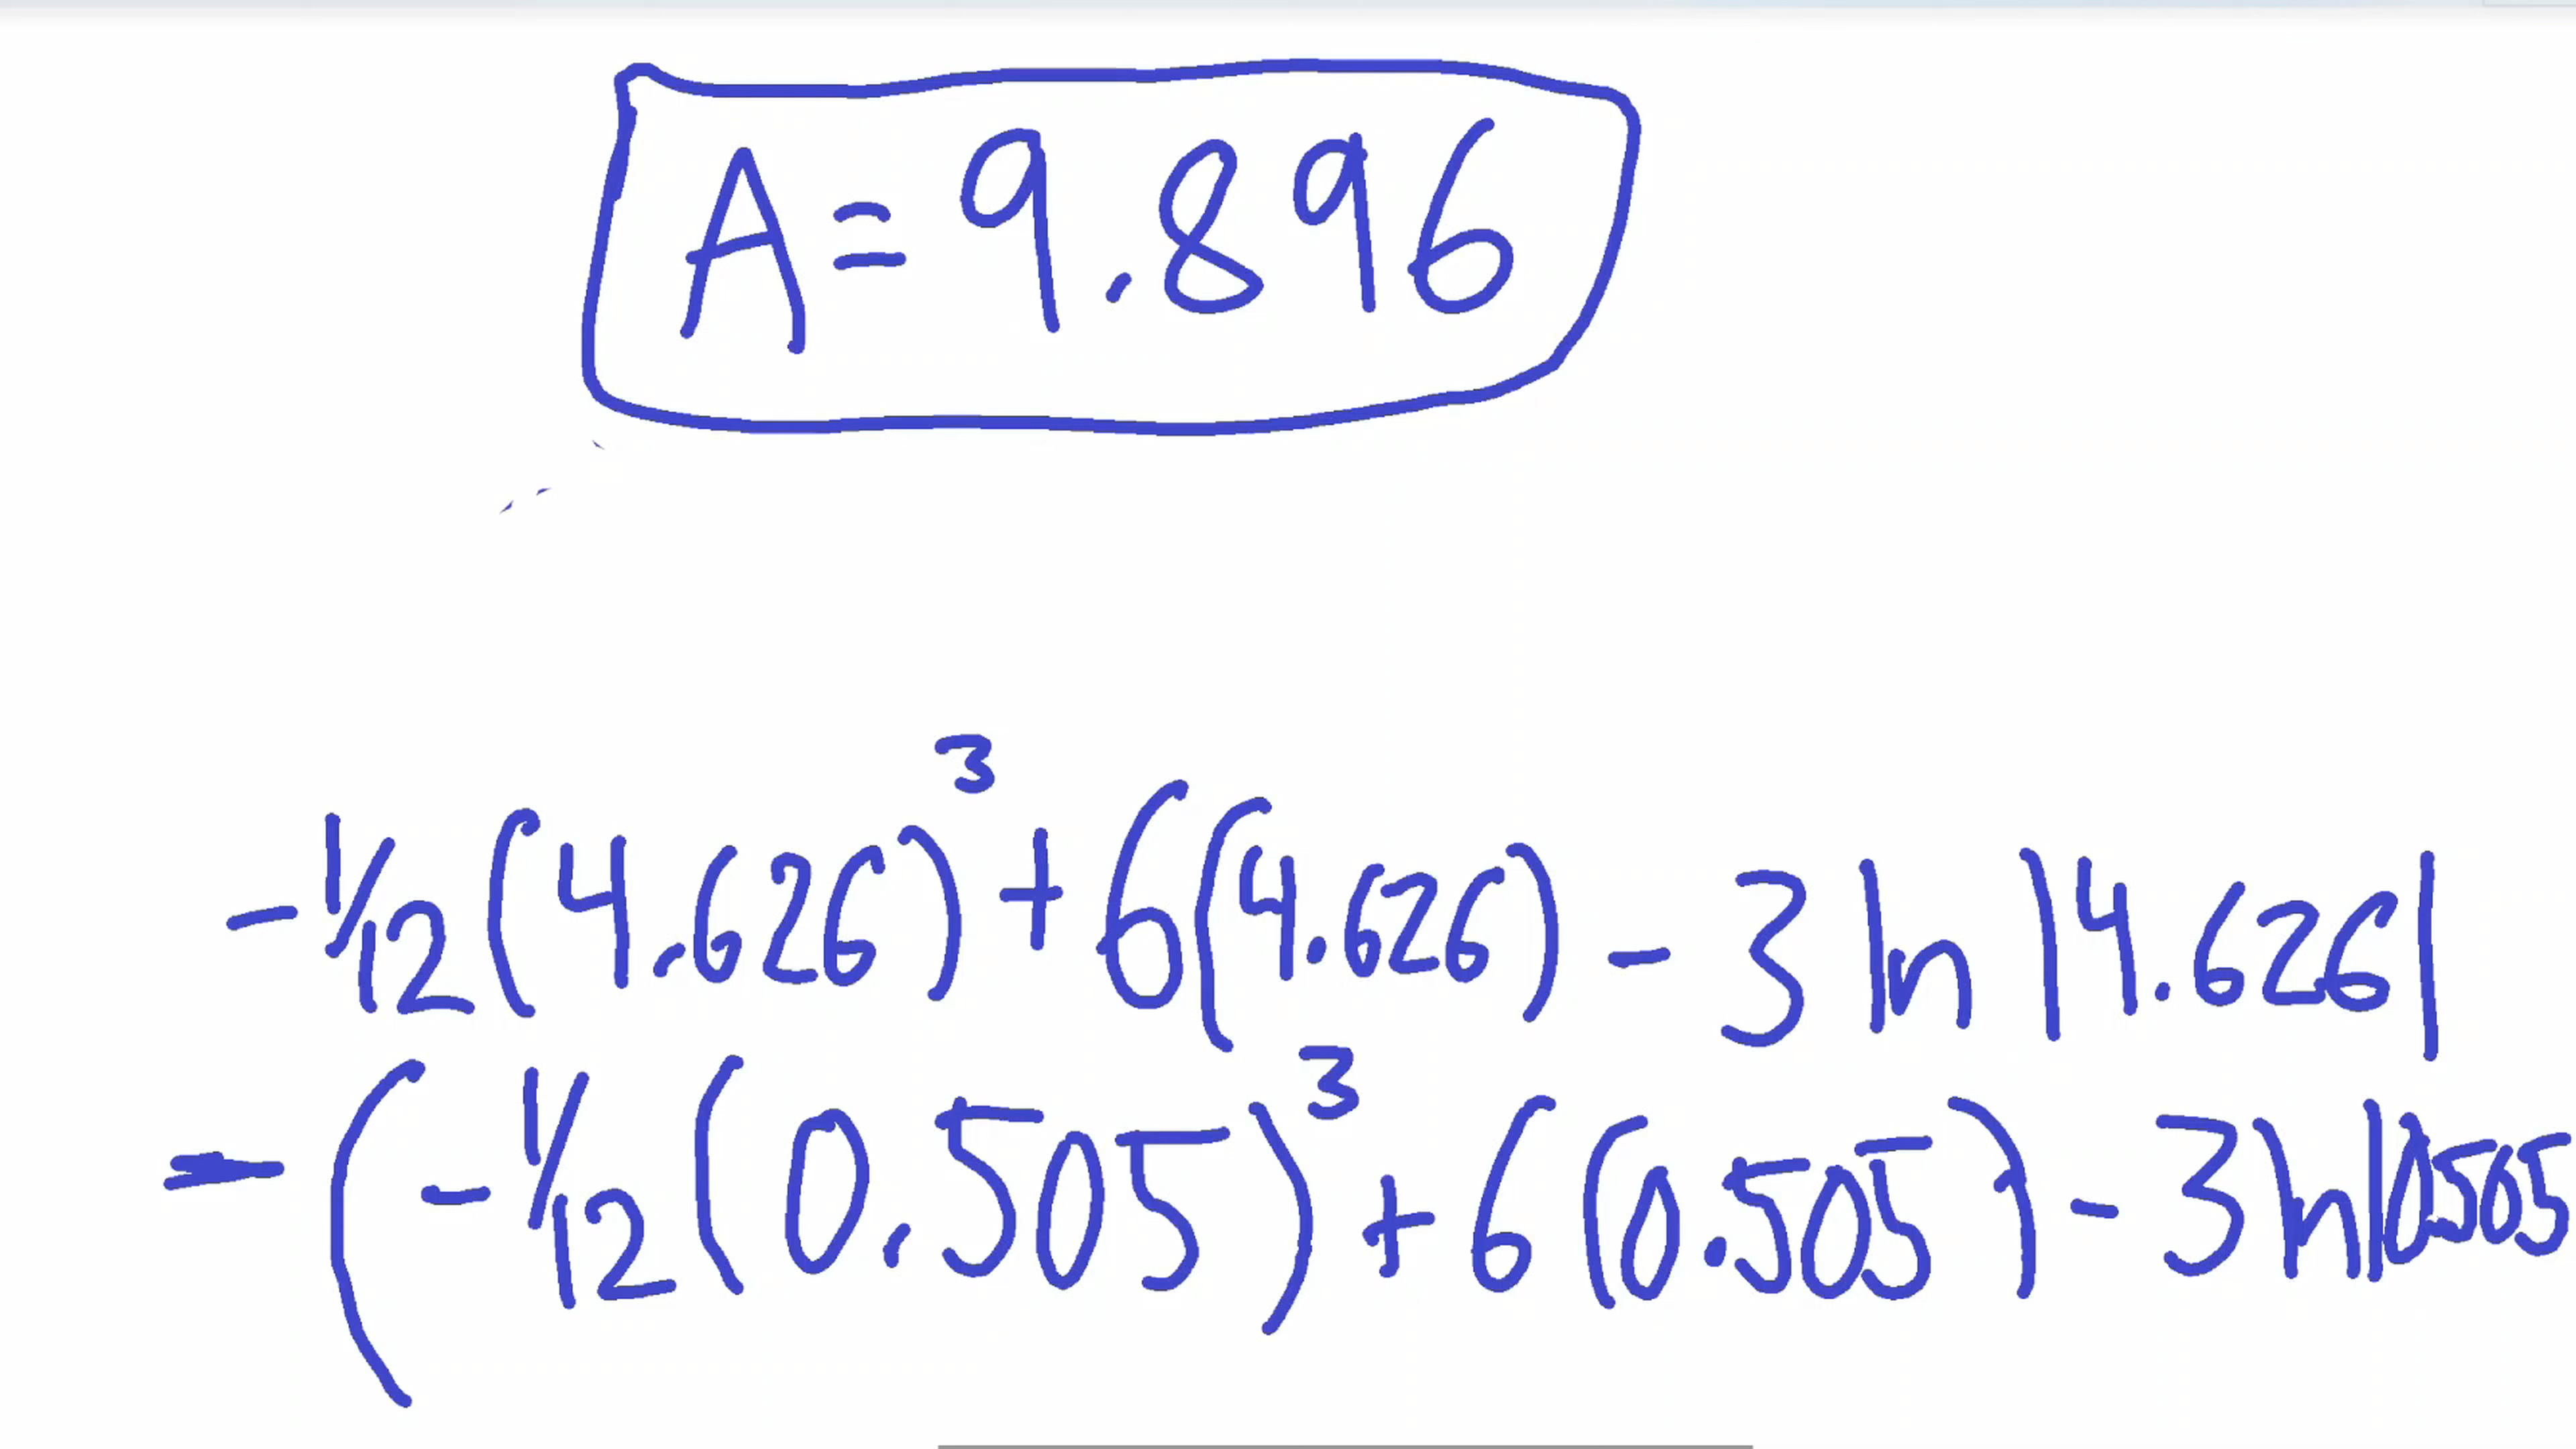 A = 9.896
-1/12(4.626)³ + 6(4.626) - 3 ln |4.626|
- (-1/12(0.505)³ + 6(0.505) - 3 ln|0.505